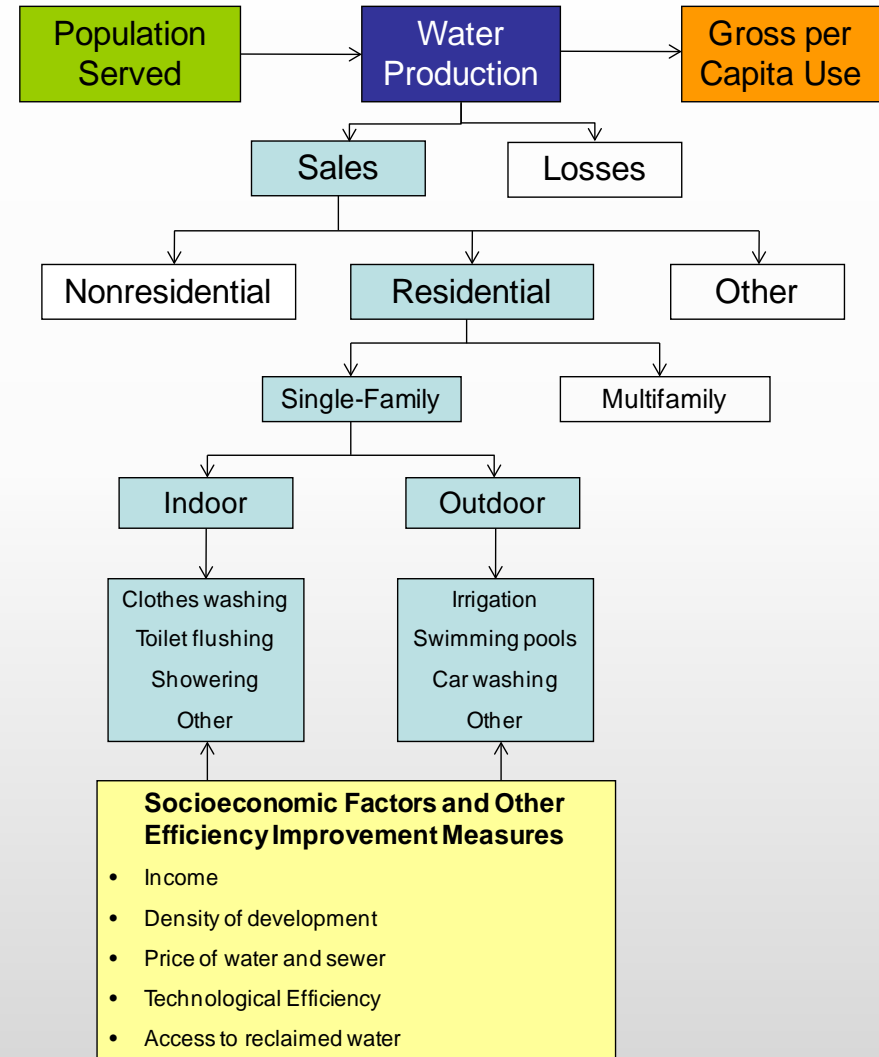 Population
Served
Water
Production
Gross per
Capita Use
Sales
Losses
Nonresidential
Residential
Other
Single-Family
Multifamily
Indoor
Outdoor
Clothes washing
Toilet flushing
Showering
Other
Irrigation
Swimming pools
Car washing
Other
Socioeconomic Factors and Other
Efficiency Improvement Measures
• Income
• Density of development
• Price of water and sewer
• Technological Efficiency
• Access to reclaimed water